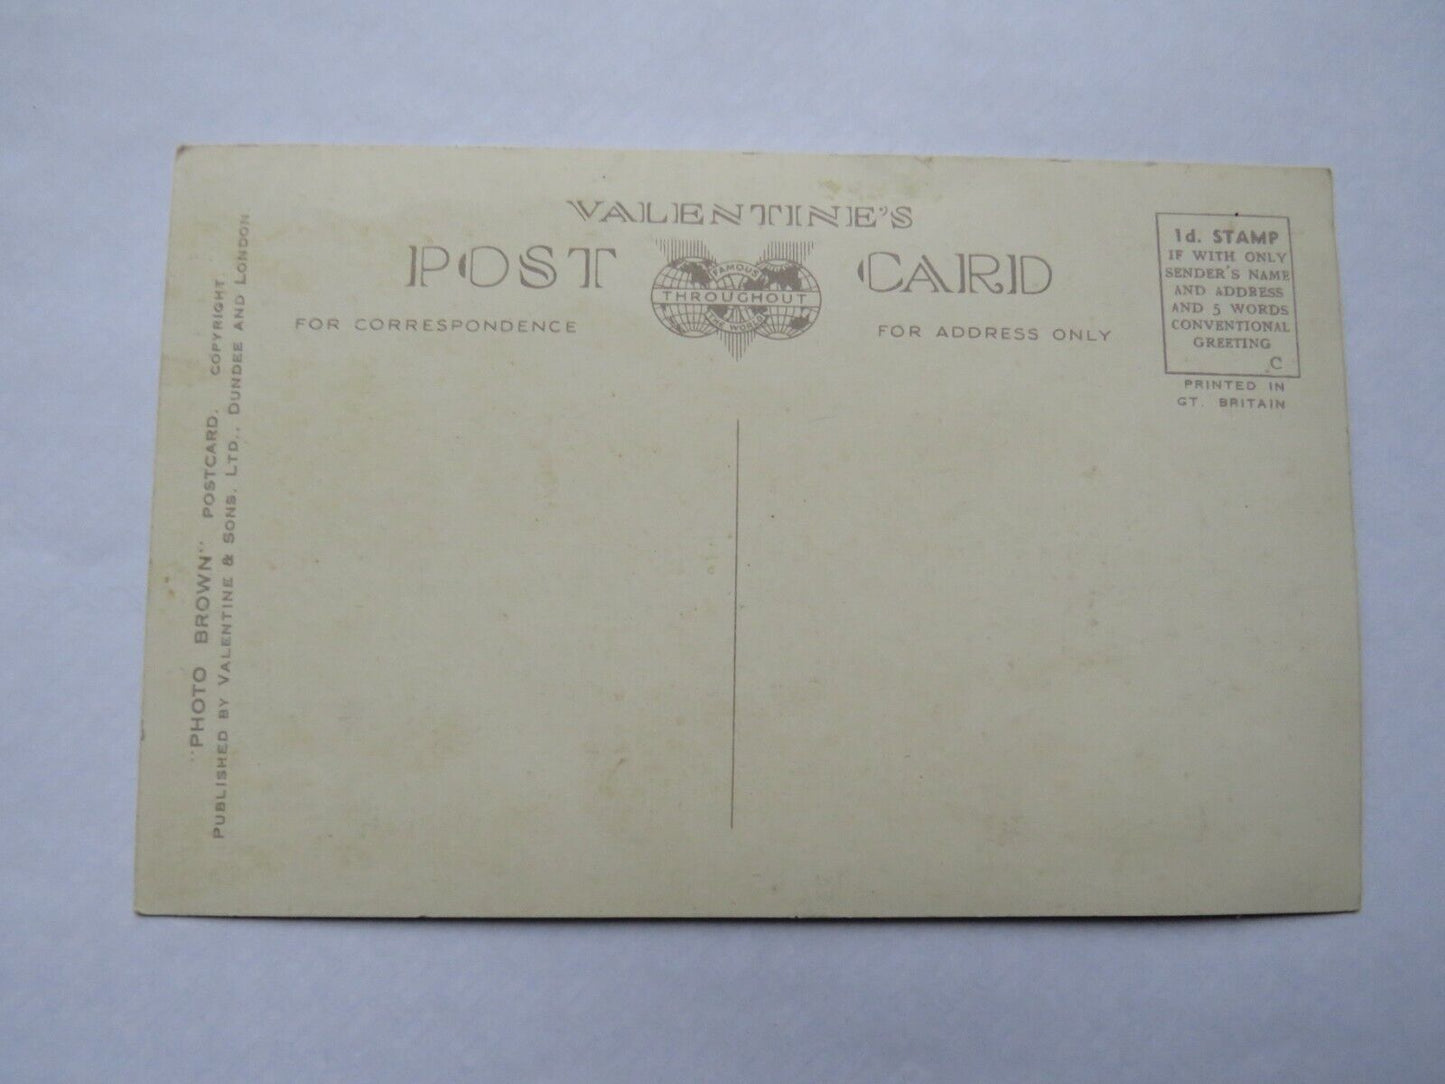 VALENTINE'S
POST CARD
FAMOUS
THROUGHOUT
THE WORLD
FOR CORRESPONDENCE
FOR ADDRESS ONLY
1d. STAMP
IF WITH ONLY
SENDER'S NAME
AND ADDRESS
AND 5 WORDS
CONVENTIONAL
GREETING
C
PRINTED IN
GT. BRITAIN
"PHOTO BROWN" POSTCARD. COPYRIGHT.
PUBLISHED BY VALENTINE & SONS. LTD., DUNDEE AND LONDON